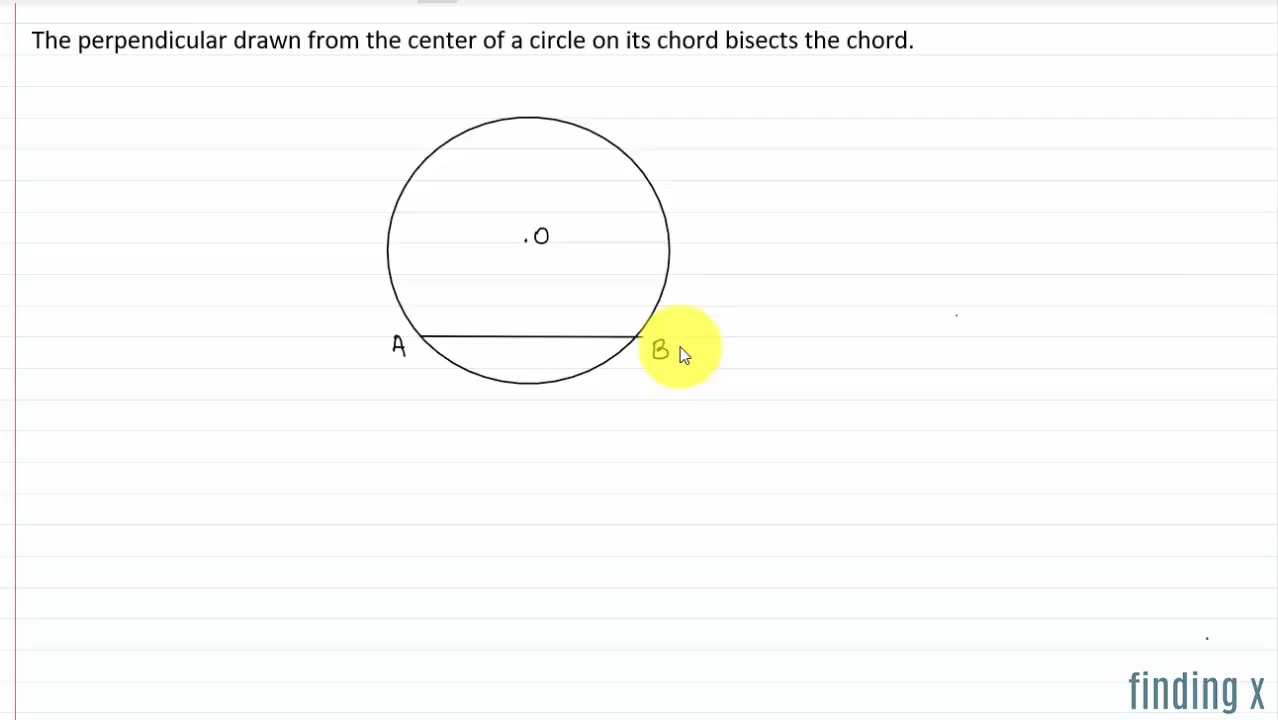 The perpendicular drawn from the center of a circle on its chord bisects the chord.
O
A
B
finding x